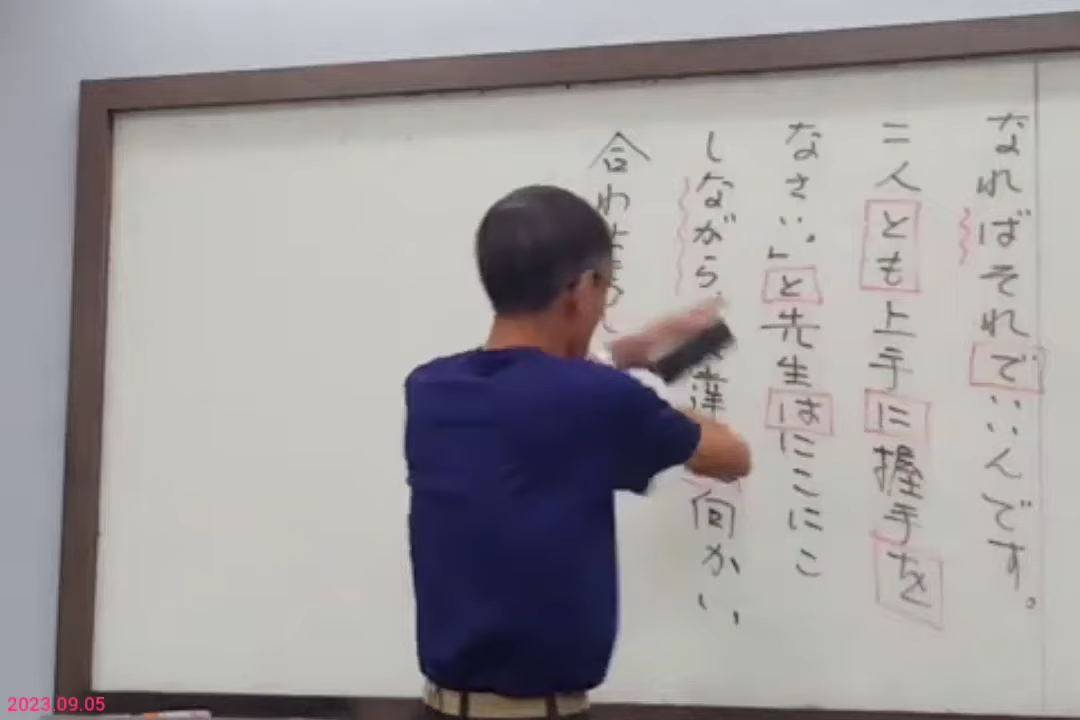 なればそれでいいんです。
二人とも上手に握手を
なさい。」と先生はにこにこ
しながら、達 向かい
合わせ
2023.09.05